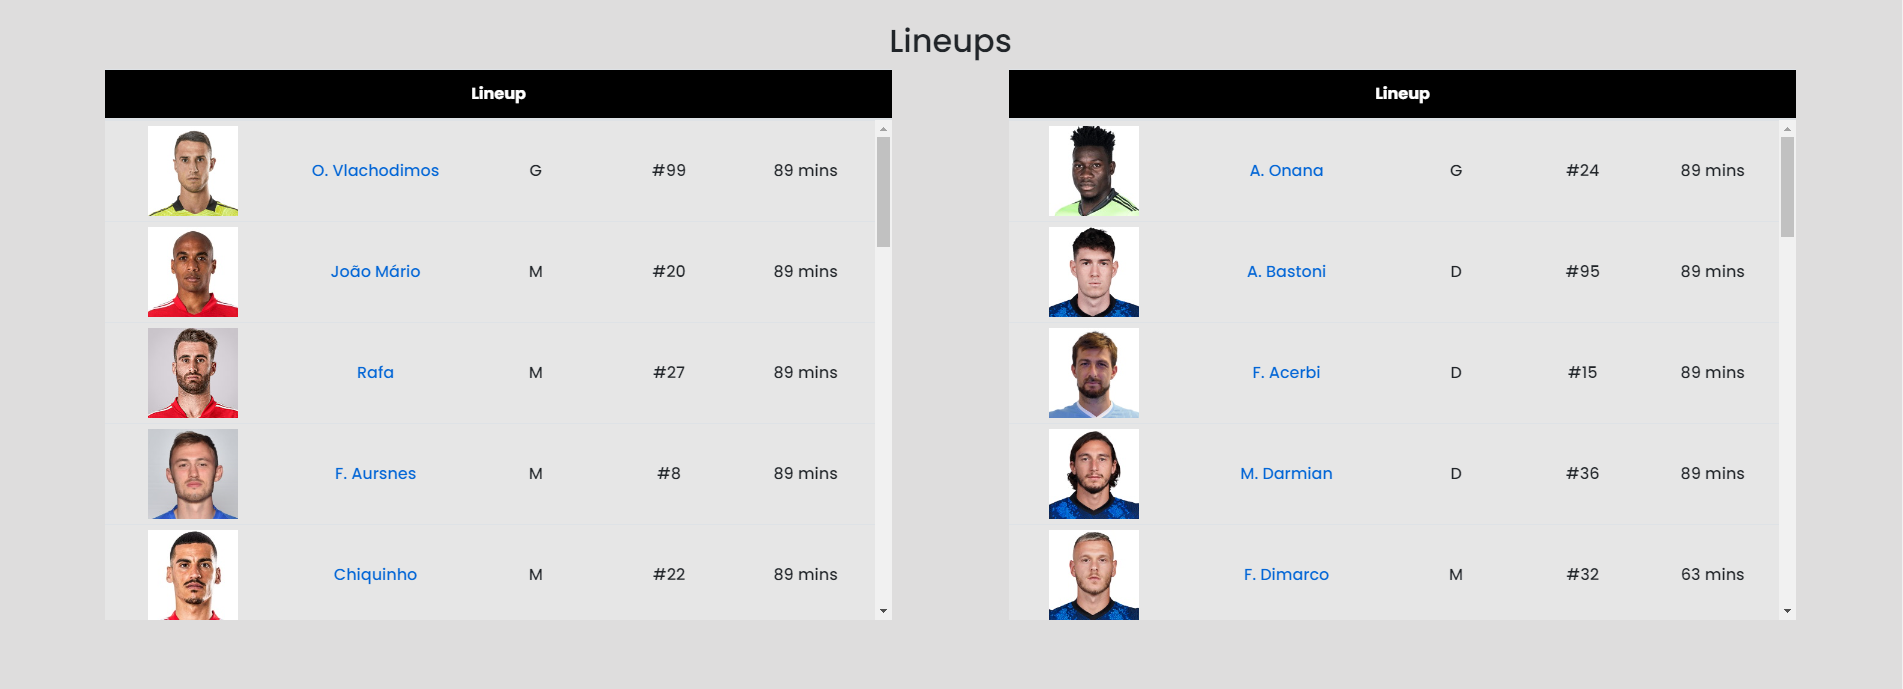 Lineups
Lineup
O. Vlachodimos G #99 89 mins
João Mário M #20 89 mins
Rafa M #27 89 mins
F. Aursnes M #8 89 mins
Chiquinho M #22 89 mins
Lineup
A. Onana G #24 89 mins
A. Bastoni D #95 89 mins
F. Acerbi D #15 89 mins
M. Darmian D #36 89 mins
F. Dimarco M #32 63 mins